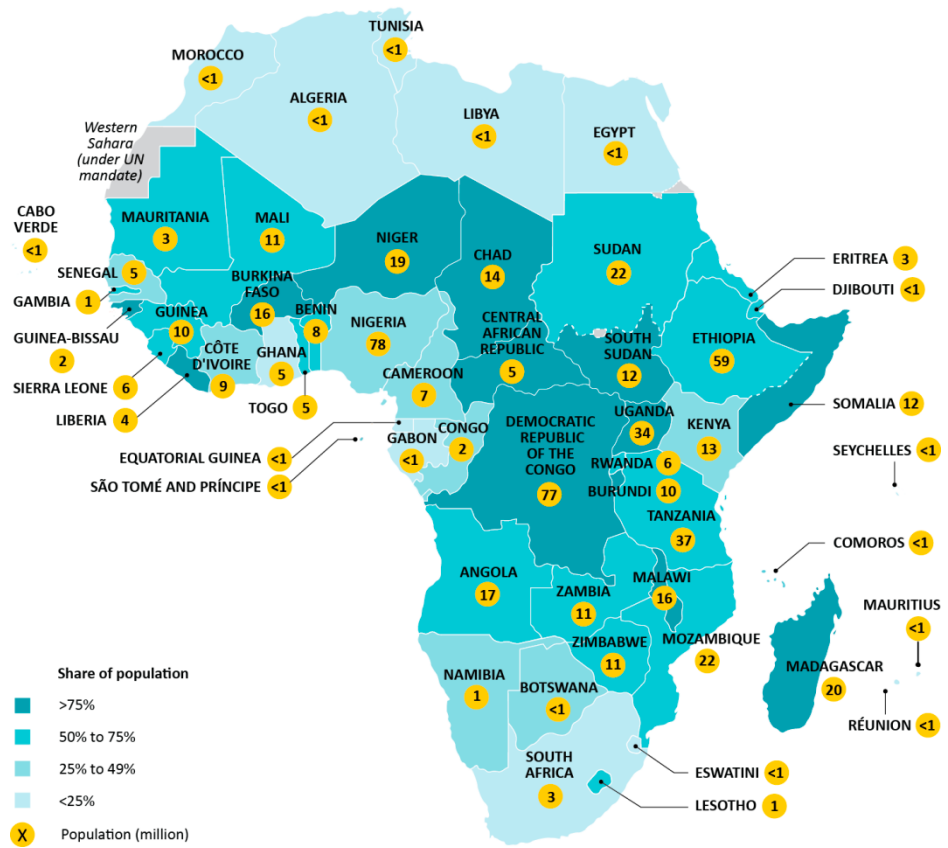 TUNISIA
<1
MOROCCO
<1
ALGERIA
<1
LIBYA
<1
EGYPT
<1
Western
Sahara
(under UN
mandate)
CABO
VERDE
<1
MAURITANIA
3
MALI
11
NIGER
19
CHAD
14
SUDAN
22
ERITREA 3
DJIBOUTI <1
SENEGAL 5
GAMBIA 1
GUINEA-BISSAU
2
GUINEA
10
BURKINA
FASO
16
BENIN
8
NIGERIA
78
CENTRAL
AFRICAN
REPUBLIC
5
SOUTH
SUDAN
12
ETHIOPIA
59
SIERRA LEONE 6
LIBERIA 4
CÔTE
D'IVOIRE
9
GHANA
5
TOGO 5
CAMEROON
7
SOMALIA 12
SEYCHELLES
<1
EQUATORIAL GUINEA <1
SÃO TOMÉ AND PRÍNCIPE <1
GABON
<1
CONGO
2
DEMOCRATIC
REPUBLIC
OF THE
CONGO
77
UGANDA
34
KENYA
13
RWANDA 6
BURUNDI 10
TANZANIA
37
COMOROS <1
ANGOLA
17
ZAMBIA
11
MALAWI
16
MOZAMBIQUE
22
ZIMBABWE
11
MAURITIUS
<1
MADAGASCAR
20
RÉUNION <1
NAMIBIA
1
BOTSWANA
<1
SOUTH
AFRICA
3
ESWATINI <1
LESOTHO 1
Share of population
>75%
50% to 75%
25% to 49%
<25%
X Population (million)